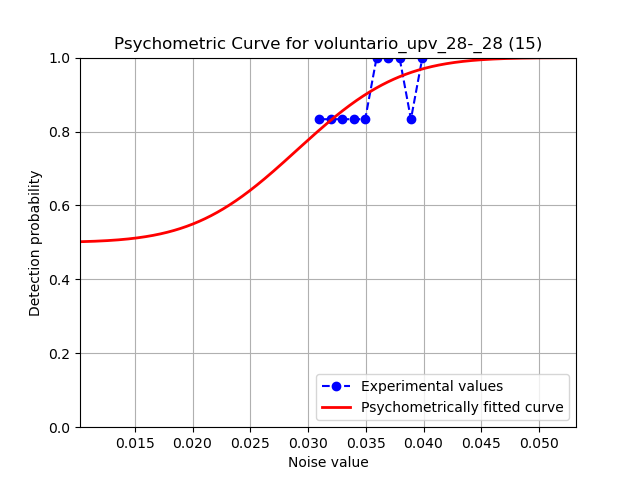 Psychometric Curve for voluntario_upv_28-_28 (15)
1.0
0.8
0.6
0.4
0.2
0.0
Detection probability
Experimental values
Psychometrically fitted curve
0.015 0.020 0.025 0.030 0.035 0.040 0.045 0.050
Noise value